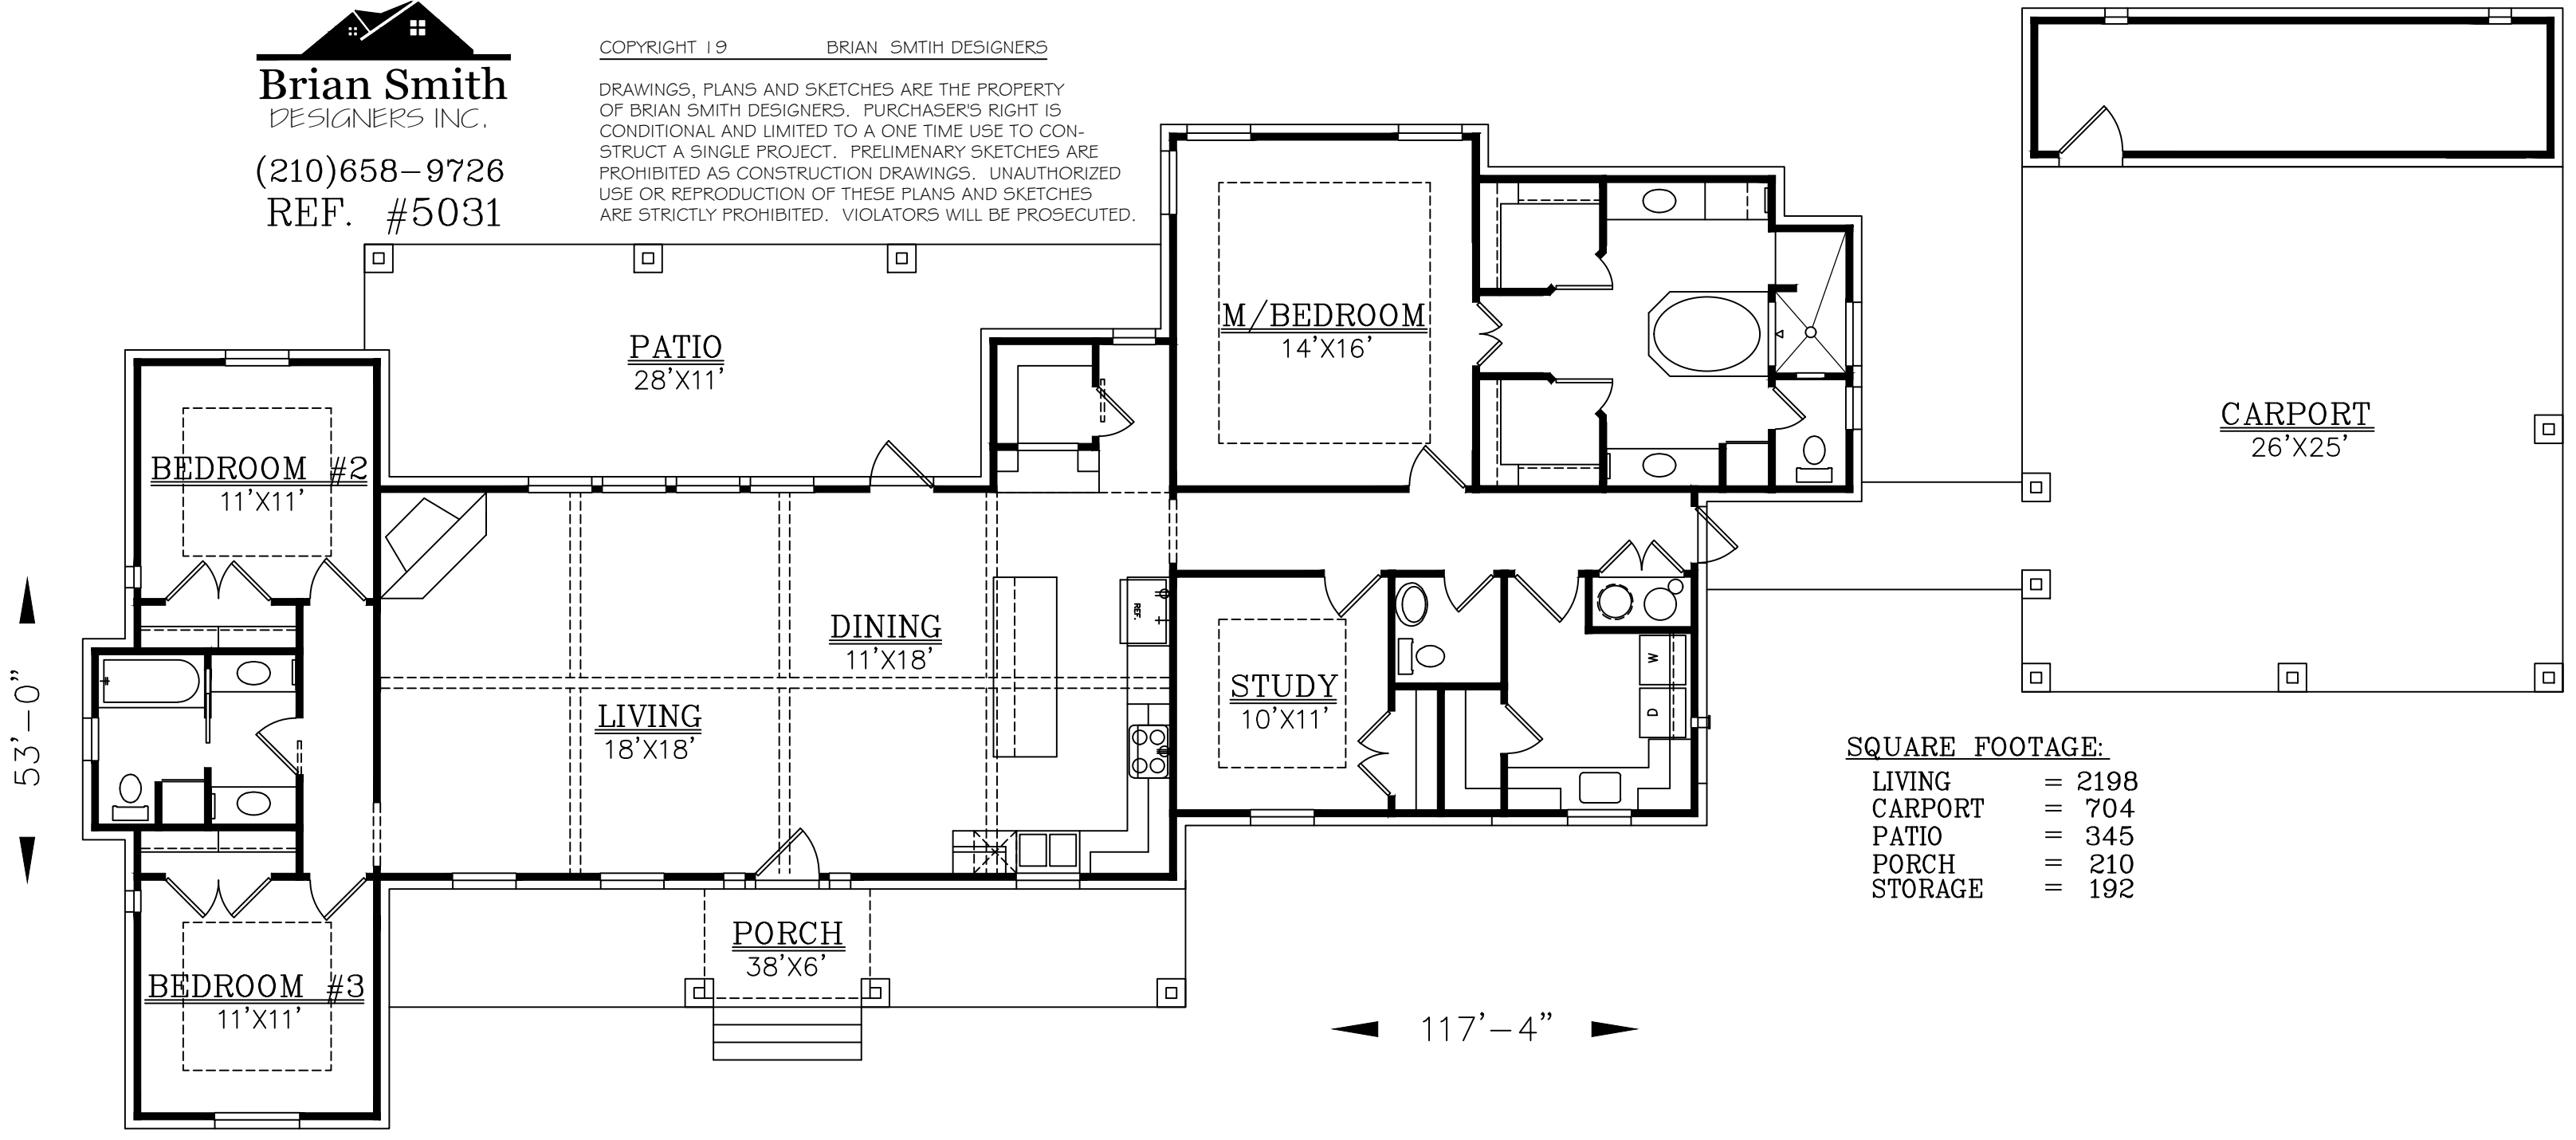 Brian Smith
DESIGNERS INC.
(210)658-9726
REF. #5031
COPYRIGHT 19 BRIAN SMTIH DESIGNERS
DRAWINGS, PLANS AND SKETCHES ARE THE PROPERTY
OF BRIAN SMITH DESIGNERS. PURCHASER'S RIGHT IS
CONDITIONAL AND LIMITED TO A ONE TIME USE TO CON-
STRUCT A SINGLE PROJECT. PRELIMENARY SKETCHES ARE
PROHIBITED AS CONSTRUCTION DRAWINGS. UNAUTHORIZED
USE OR REPRODUCTION OF THESE PLANS AND SKETCHES
ARE STRICTLY PROHIBITED. VIOLATORS WILL BE PROSECUTED.
M/BEDROOM
14'X16'
PATIO
28'X11'
CARPORT
26'X25'
BEDROOM #2
11'X11'
REF.
DINING
11'X18'
W
STUDY
10'X11'
D
LIVING
18'X18'
53'-0"
SQUARE FOOTAGE:
LIVING = 2198
CARPORT = 704
PATIO = 345
PORCH = 210
STORAGE = 192
PORCH
38'X6'
BEDROOM #3
11'X11'
117'-4"